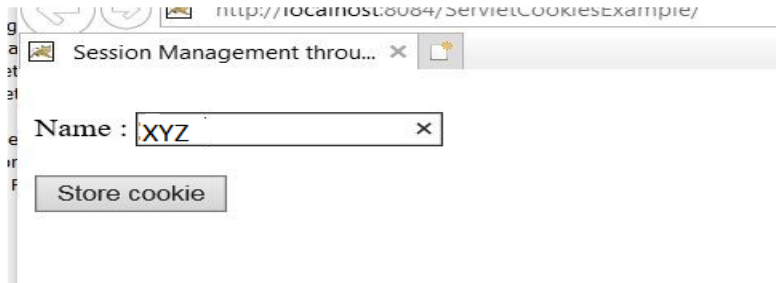 http://localhost:8084/ServletCookiesExample/
Session Management throu...
Name : XYZ
Store cookie